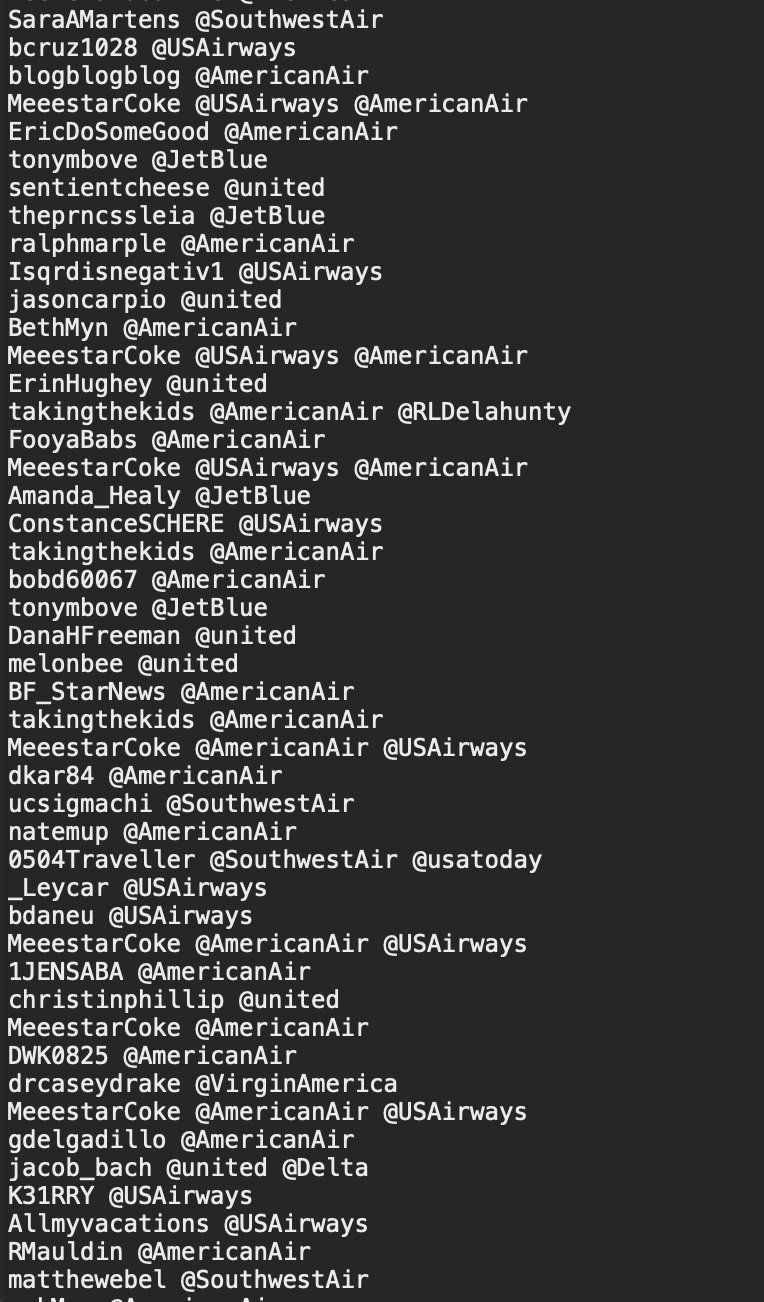 SaraAMartens @SouthwestAir
bcruz1028 @USAirways
blogblogblog @AmericanAir
MeeestarCoke @USAirways @AmericanAir
EricDoSomeGood @AmericanAir
tonymbove @JetBlue
sentientcheese @united
theprncssleia @JetBlue
ralphmarple @AmericanAir
Isqrdisnegativ1 @USAirways
jasoncarpio @united
BethMyn @AmericanAir
MeeestarCoke @USAirways @AmericanAir
ErinHughey @united
takingthekids @AmericanAir @RLDelahunty
FooyaBabs @AmericanAir
MeeestarCoke @USAirways @AmericanAir
Amanda_Healy @JetBlue
ConstanceSCHERE @USAirways
takingthekids @AmericanAir
bobd60067 @AmericanAir
tonymbove @JetBlue
DanaHFreeman @united
melonbee @united
BF_StarNews @AmericanAir
takingthekids @AmericanAir
MeeestarCoke @AmericanAir @USAirways
dkar84 @AmericanAir
ucsigmachi @SouthwestAir
natemup @AmericanAir
0504Traveller @SouthwestAir @usatoday
_Leycar @USAirways
bdaneu @USAirways
MeeestarCoke @AmericanAir @USAirways
1JENSABA @AmericanAir
christinphillip @united
MeeestarCoke @AmericanAir
DWK0825 @AmericanAir
drcaseydrake @VirginAmerica
MeeestarCoke @AmericanAir @USAirways
gdelgadillo @AmericanAir
jacob_bach @united @Delta
K31RRY @USAirways
Allmyvacations @USAirways
RMauldin @AmericanAir
matthewebel @SouthwestAir